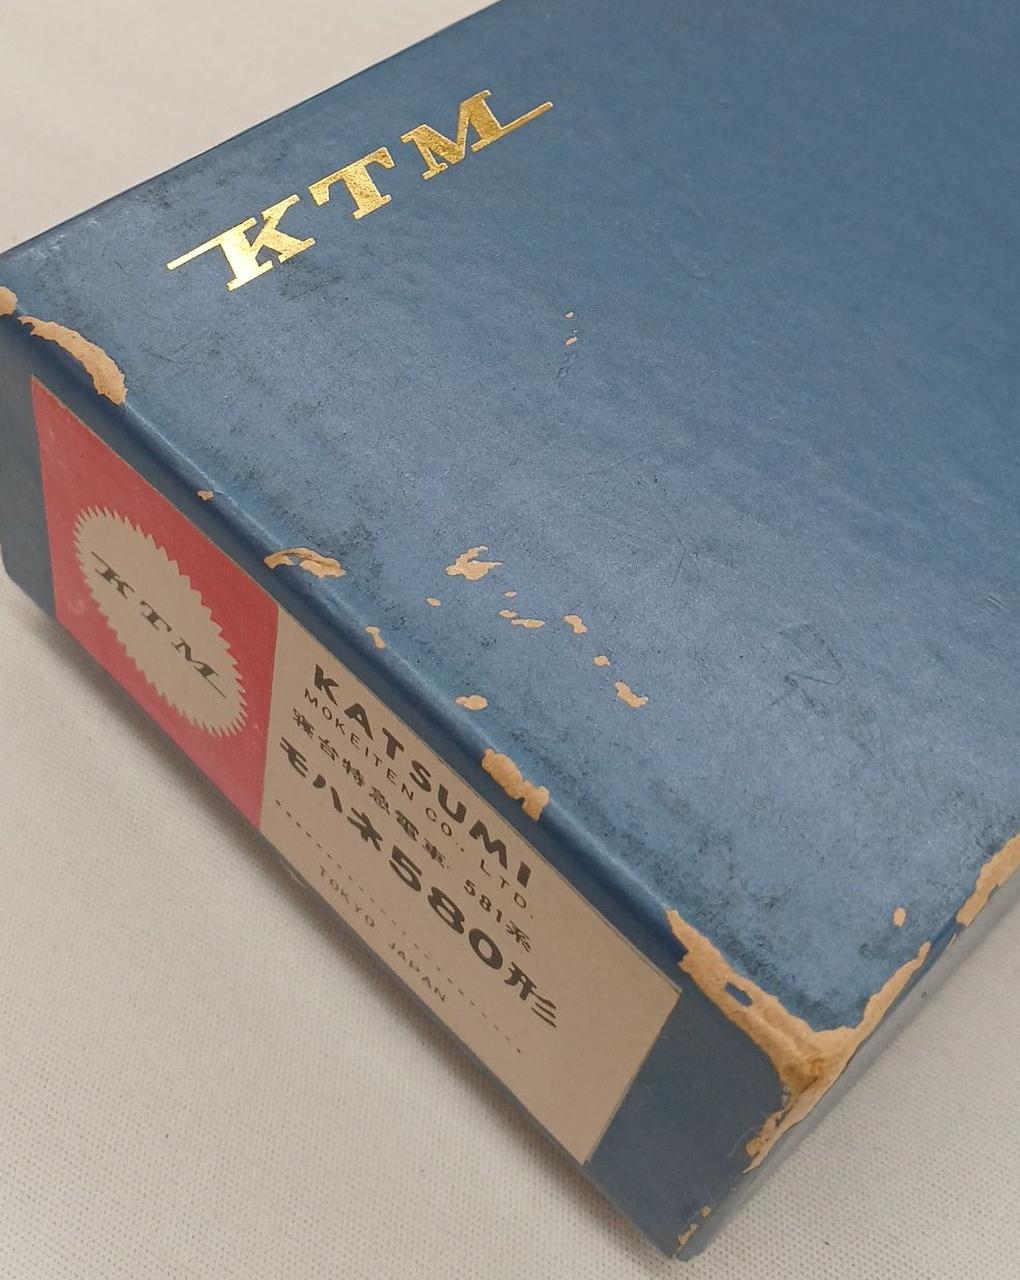 KTM
KTM
KATSUMI
MOKEITEN CO., LTD.
寝台特急電車 581系
モハネ580形
TOKYO JAPAN